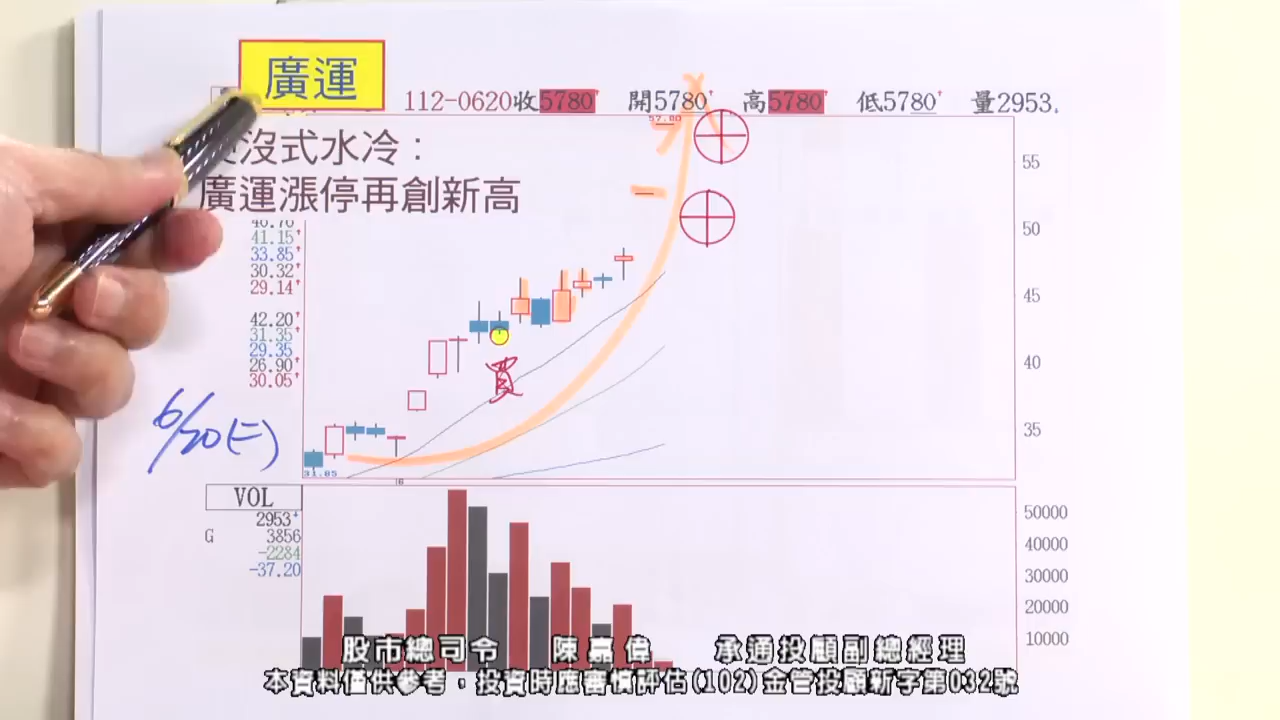 廣運
112-0620收5780↑ 開5780↑ 高5780↑ 低5780↑ 量2953↓
沒式水冷：
廣運漲停再創新高
57.80
41.15↑
33.85↑
30.32↑
29.14↑
42.20↑
31.35↑
29.35
26.90↑
30.05↑
55
50
45
40
35
買
6/20(二)
31.85
6
VOL
2953↓
G 3856
-2284
-37.20
50000
40000
30000
20000
10000
股市總司令 陳嘉偉 承通投顧副總經理
本資料僅供參考，投資時應審慎評估(102)金管投顧新字第032號